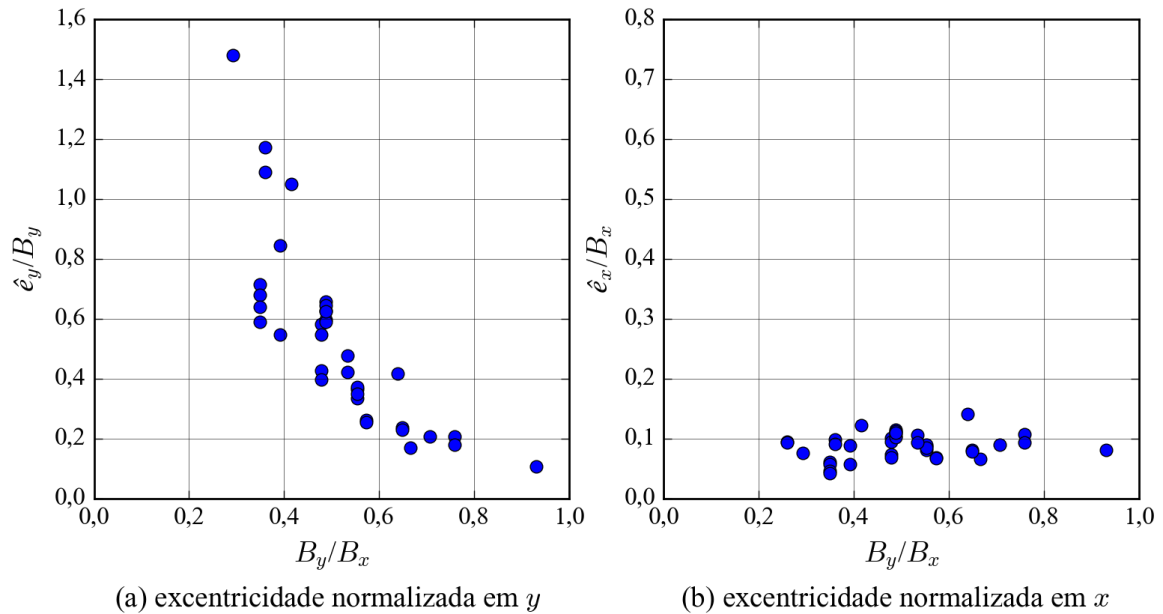 1,6
1,4
1,2
1,0
0,8
0,6
0,4
0,2
0,0
ê_y/B_y
0,0 0,2 0,4 0,6 0,8 1,0
B_y/B_x
(a) excentricidade normalizada em y
0,8
0,7
0,6
0,5
0,4
0,3
0,2
0,1
0,0
ê_x/B_x
0,0 0,2 0,4 0,6 0,8 1,0
B_y/B_x
(b) excentricidade normalizada em x